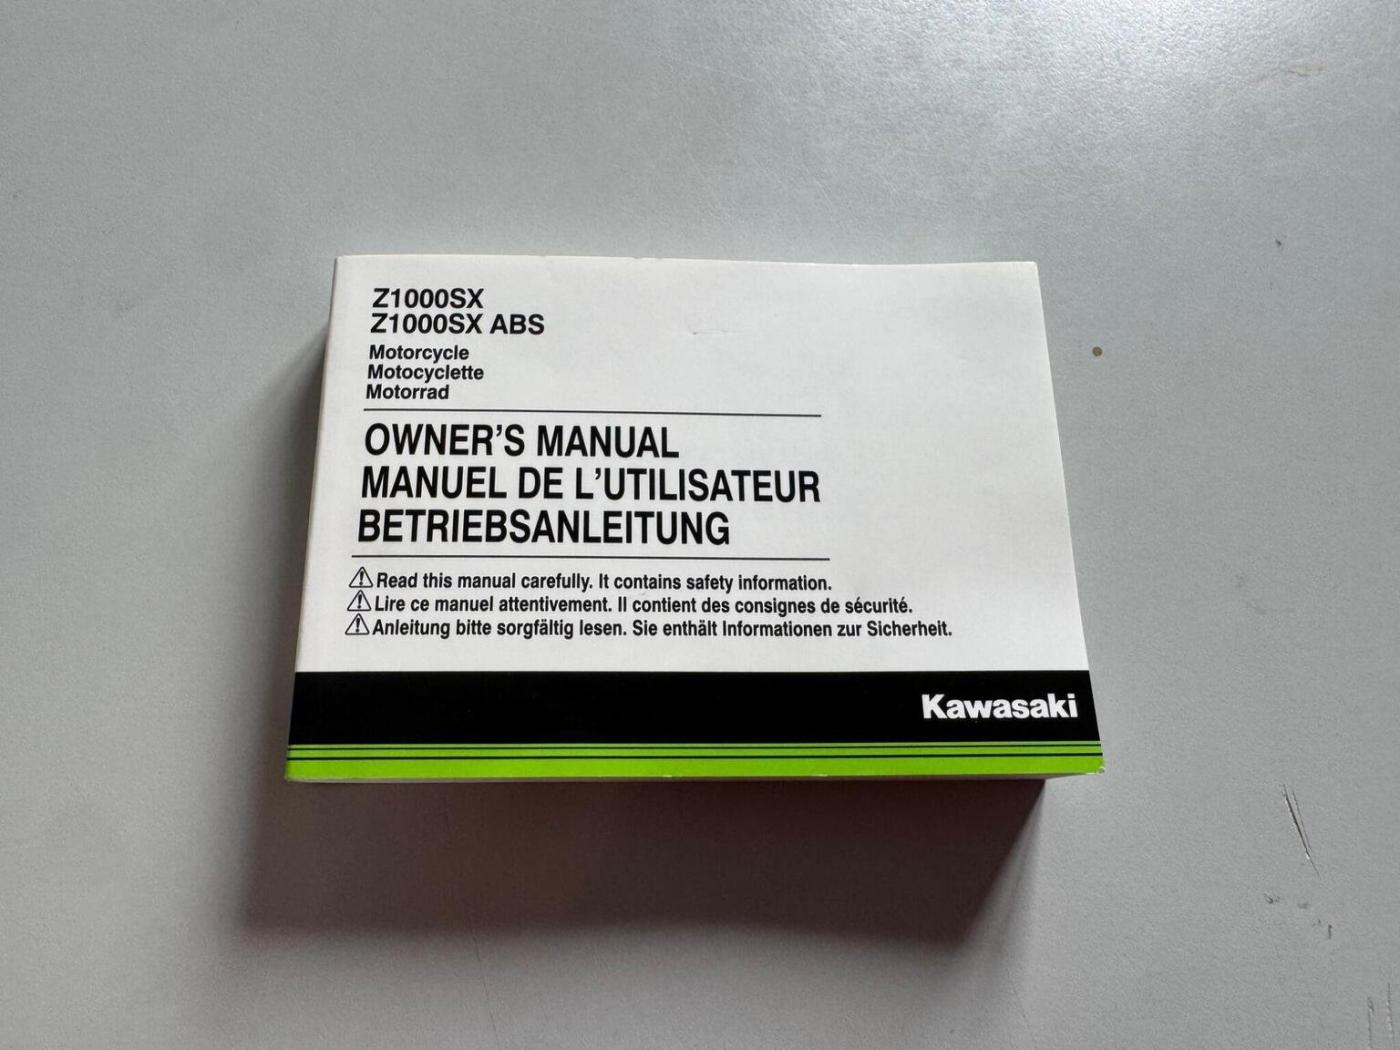 Z1000SX
Z1000SX ABS
Motorcycle
Motocyclette
Motorrad
OWNER'S MANUAL
MANUEL DE L'UTILISATEUR
BETRIEBSANLEITUNG
⚠Read this manual carefully. It contains safety information.
⚠Lire ce manuel attentivement. Il contient des consignes de sécurité.
⚠Anleitung bitte sorgfältig lesen. Sie enthält Informationen zur Sicherheit.
Kawasaki